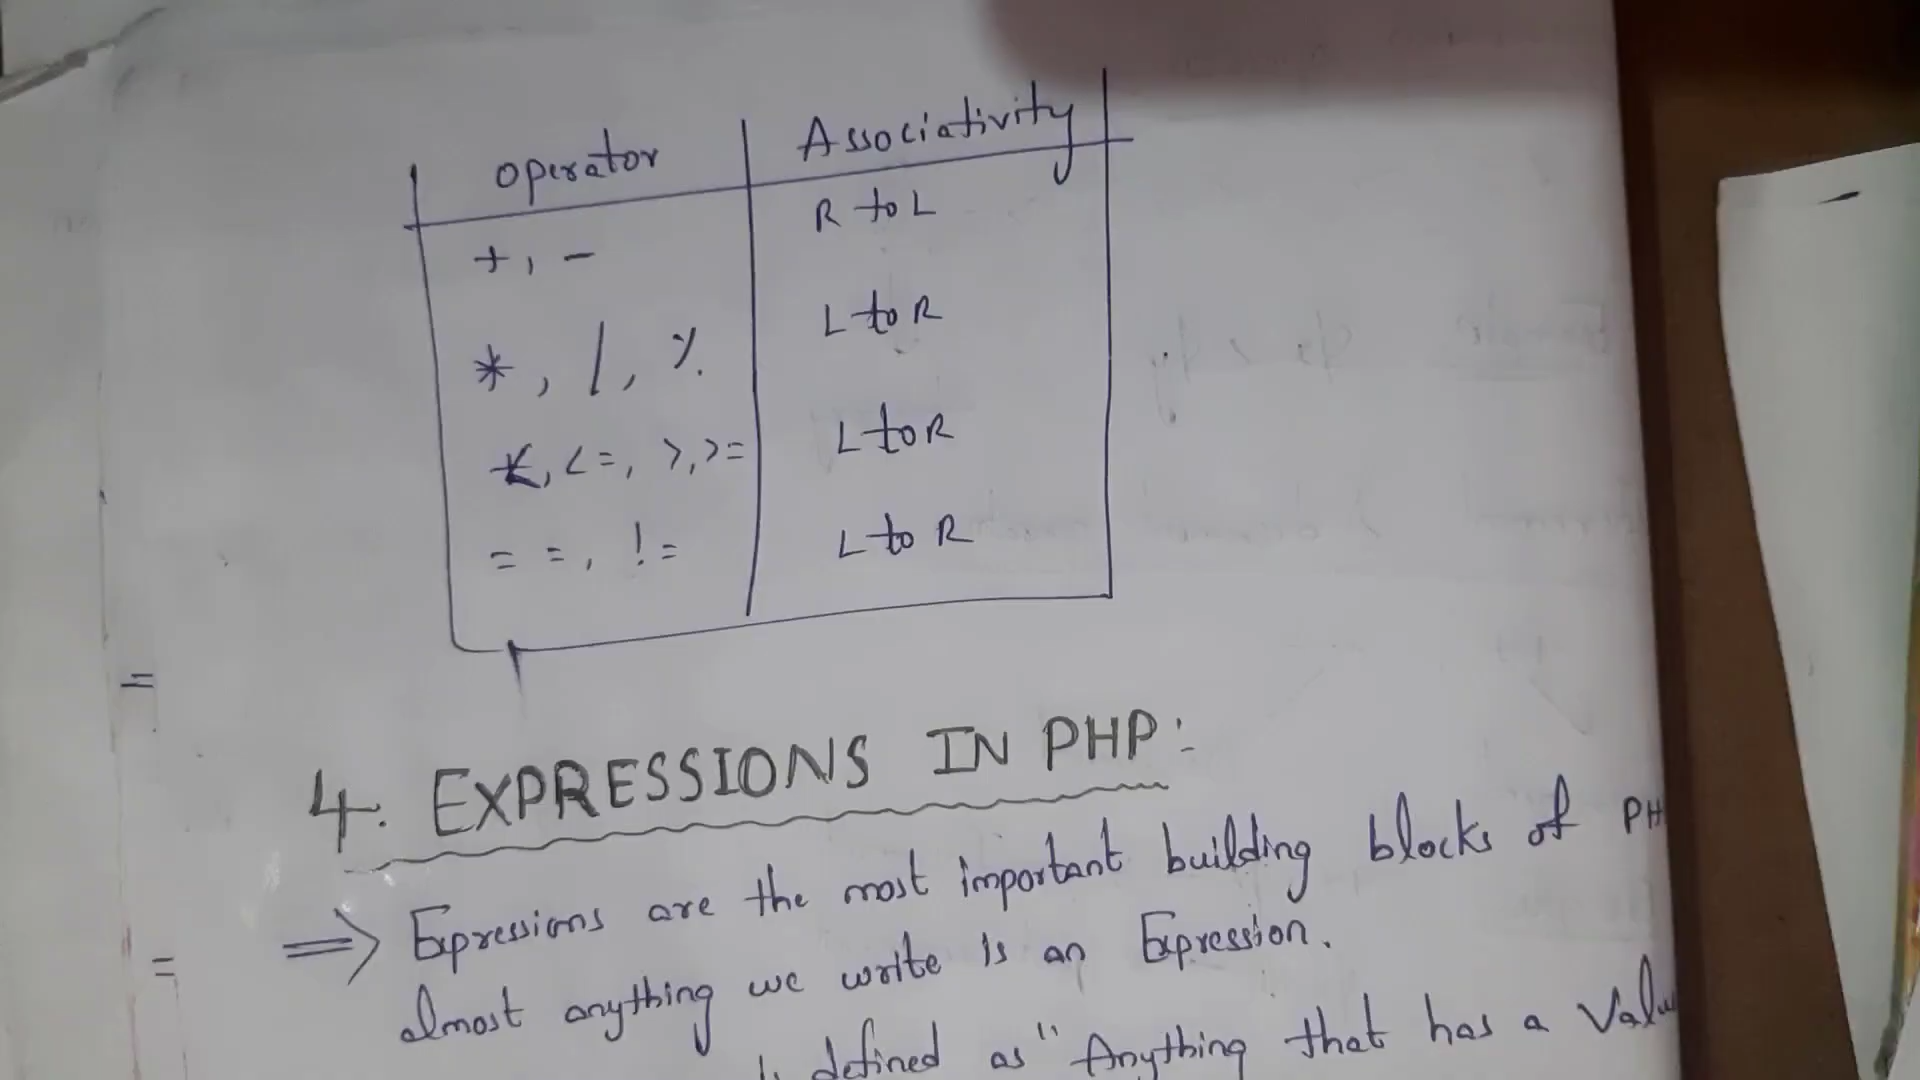 operator Associativity
+, - R to L
*, /, % L to R
<, <=, >, >= L to R
= =, != L to R
=
4. EXPRESSIONS IN PHP:
=> Expressions are the most important building blocks of PH
= almost anything we write is an Expression.
defined as "Anything that has a Valu